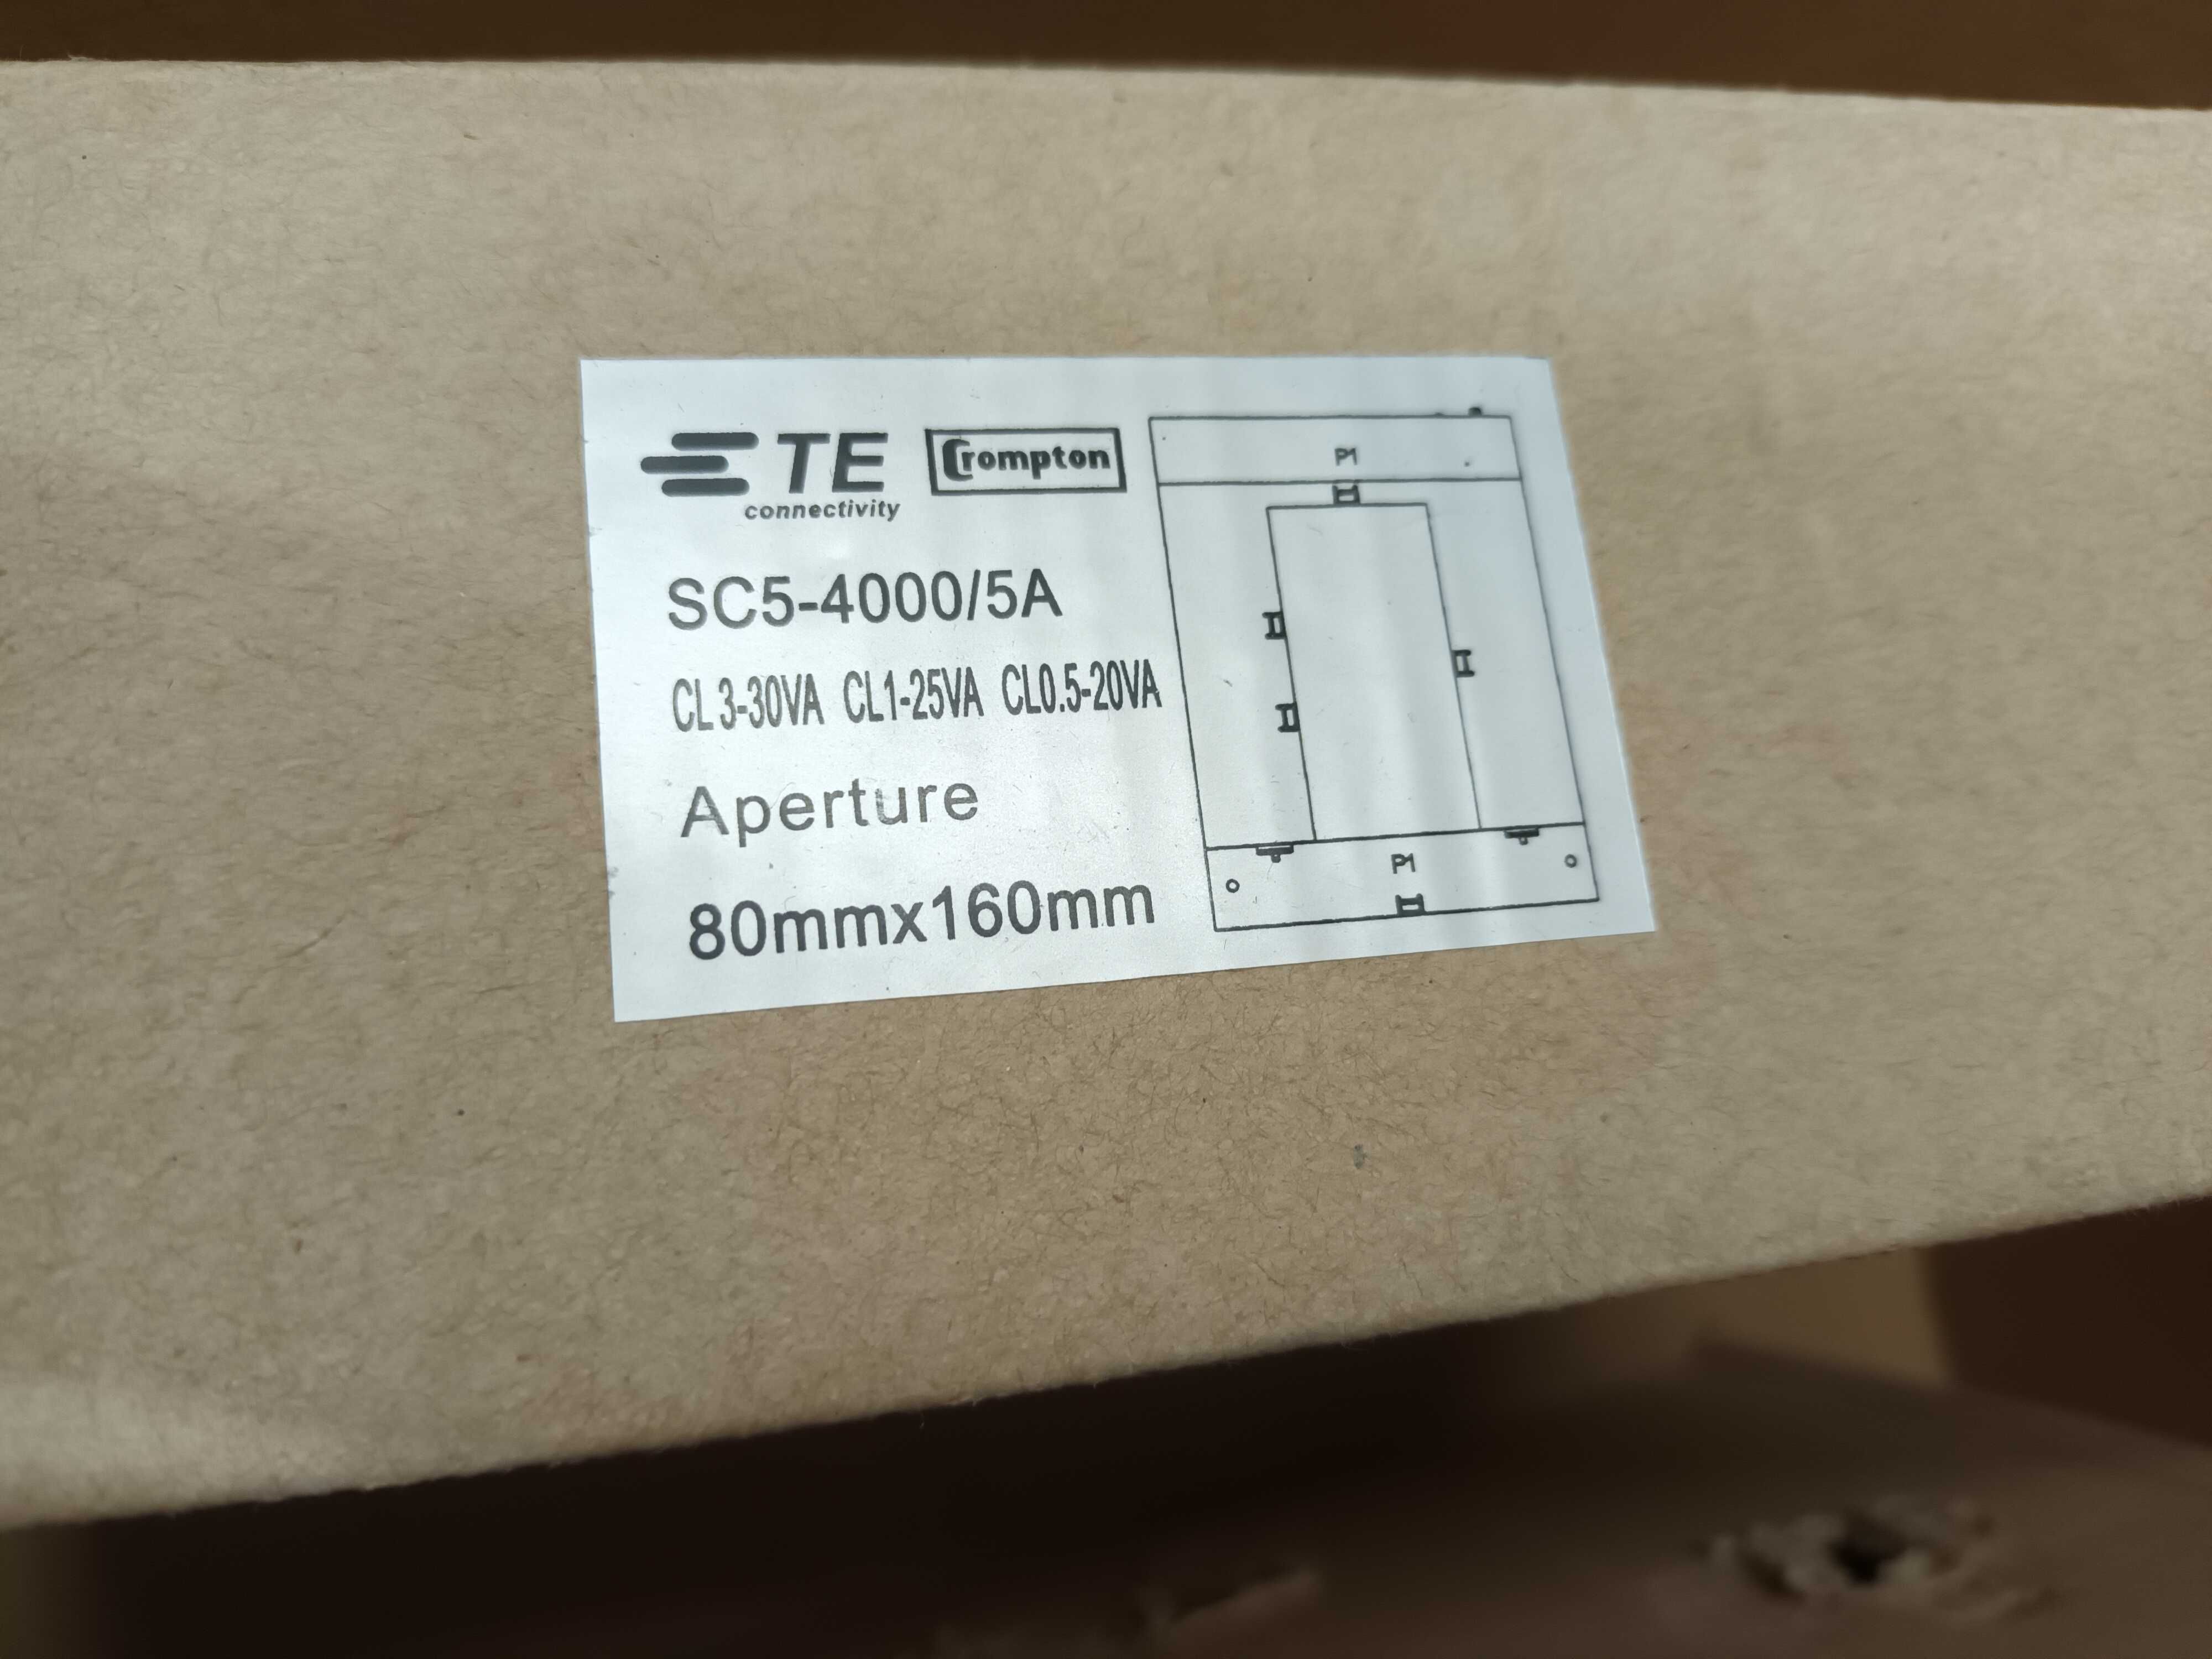 TE
connectivity
Crompton
SC5-4000/5A
CL3-30VA CL1-25VA CL0.5-20VA
Aperture
80mmx160mm
P1
P1